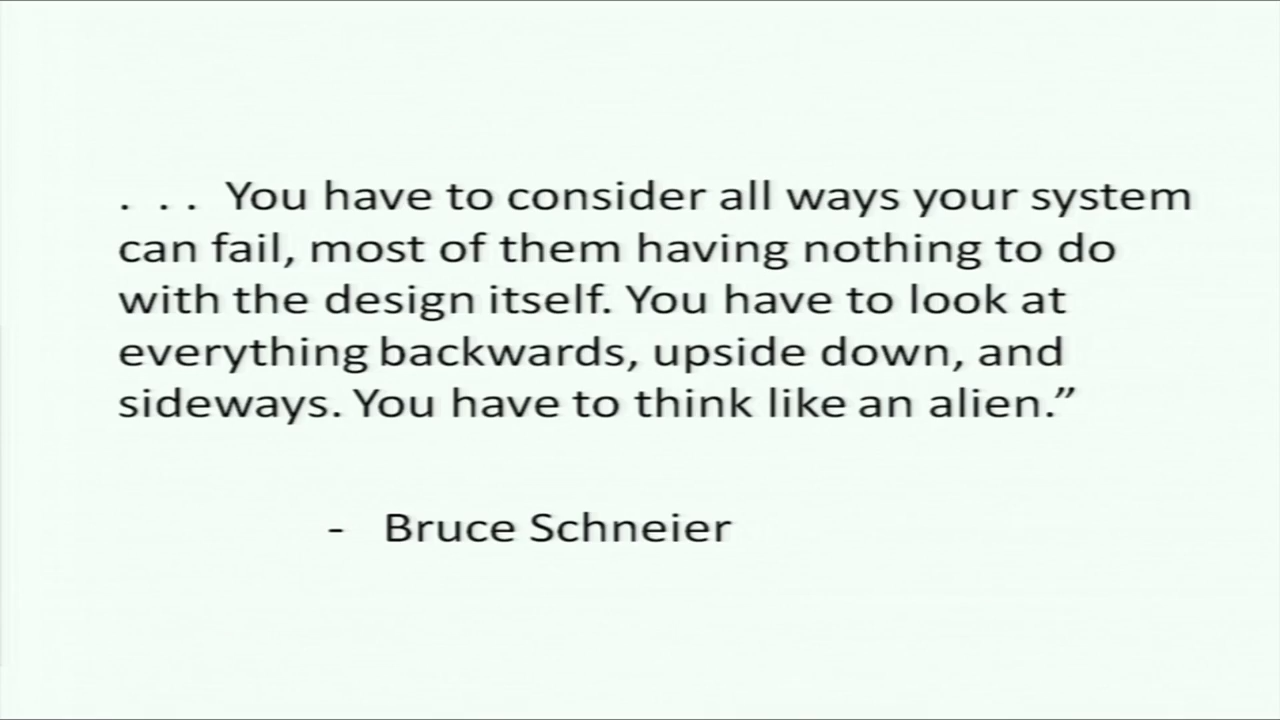 . . . You have to consider all ways your system
can fail, most of them having nothing to do
with the design itself. You have to look at
everything backwards, upside down, and
sideways. You have to think like an alien.”
- Bruce Schneier